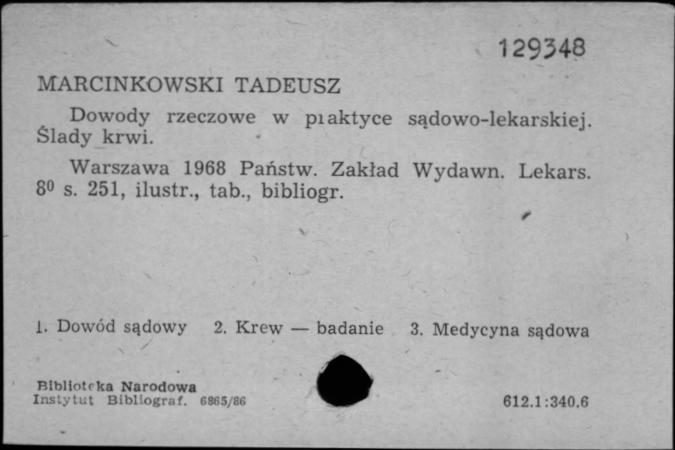 129348
MARCINKOWSKI TADEUSZ
Dowody rzeczowe w praktyce sądowo-lekarskiej.
Ślady krwi.
Warszawa 1968 Państw. Zakład Wydawn. Lekars.
8⁰ s. 251, ilustr., tab., bibliogr.
1. Dowód sądowy 2. Krew — badanie 3. Medycyna sądowa
Biblioteka Narodowa
Instytut Bibliograf. 6865/86
612.1:340.6